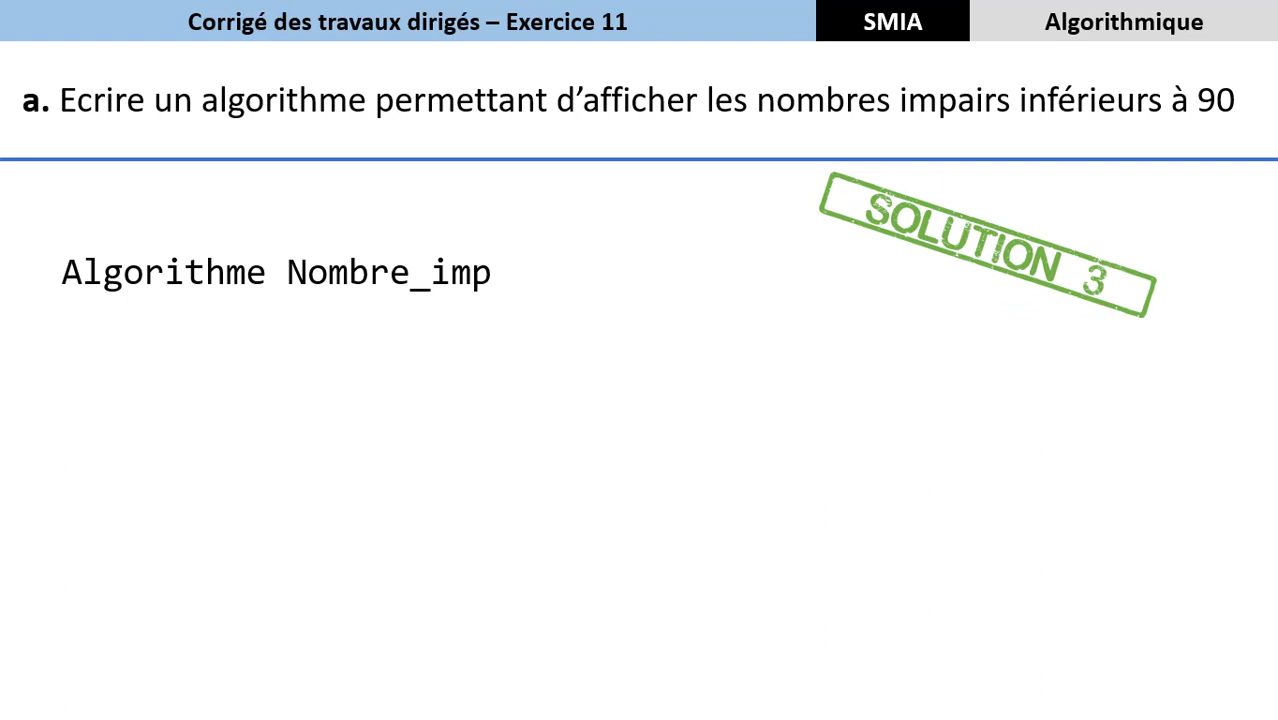 Corrigé des travaux dirigés – Exercice 11
SMIA
Algorithmique
a. Ecrire un algorithme permettant d’afficher les nombres impairs inférieurs à 90
SOLUTION 3
Algorithme Nombre_imp